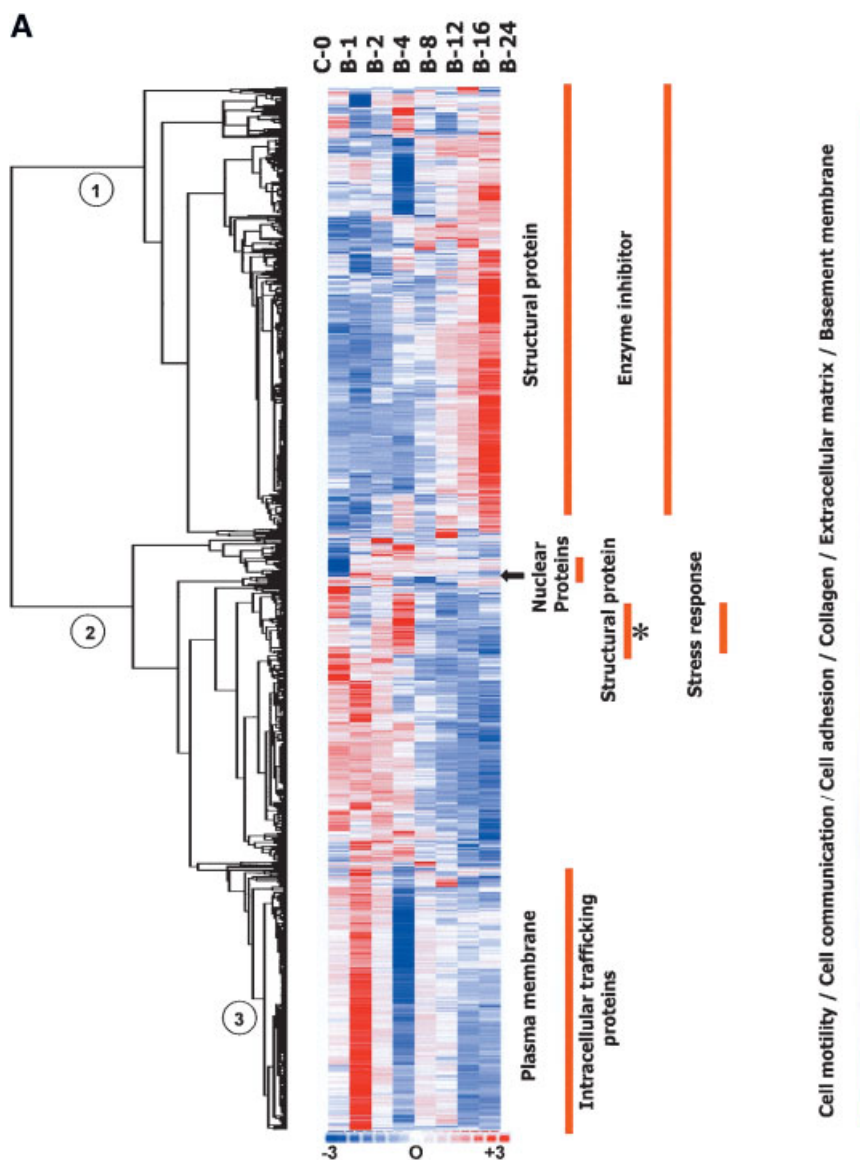 A
C-0
B-1
B-2
B-4
B-8
B-12
B-16
B-24
1
2
3
Structural protein
Enzyme inhibitor
Nuclear
Proteins
Structural protein
*
Stress response
Plasma membrane
Intracellular trafficking
proteins
Cell motility / Cell communication / Cell adhesion / Collagen / Extracellular matrix / Basement membrane
-3
O
+3